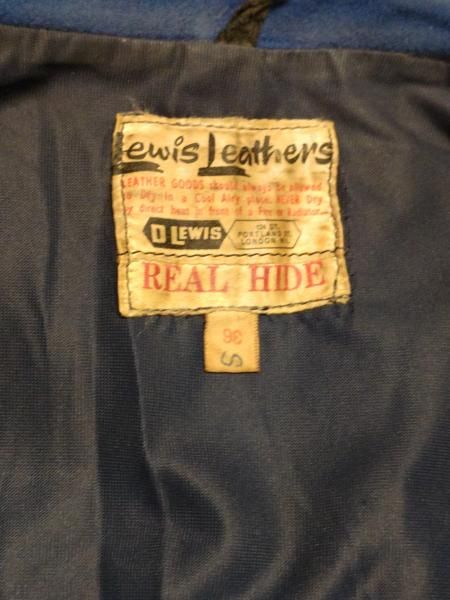 Lewis Leathers
LEATHER GOODS should always be allowed
to Dry in a Cool Airy place. NEVER Dry
by direct heat in front of a Fire or Radiator
D LEWIS
124 GT.
PORTLAND ST.
LONDON W.1.
REAL HIDE
36
S